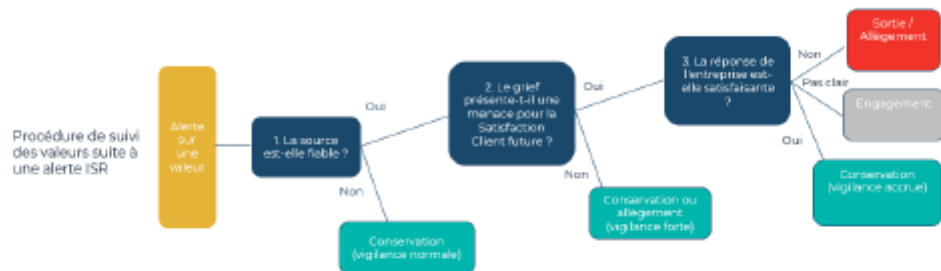 Procédure de suivi
des valeurs suite à
une alerte ISR
Alerte
sur
une
valeur
1. La source
est-elle fiable ?
Oui
Non
Conservation
(vigilance normale)
2. Le grief
présente-t-il une
menace pour la
Satisfaction
Client future ?
Oui
Non
Conservation ou
allègement
(vigilance forte)
3. La réponse de
l'entreprise est-
elle satisfaisante
?
Non
Sortie /
Allègement
Pas clair
Engagement
Oui
Conservation
(vigilance accrue)